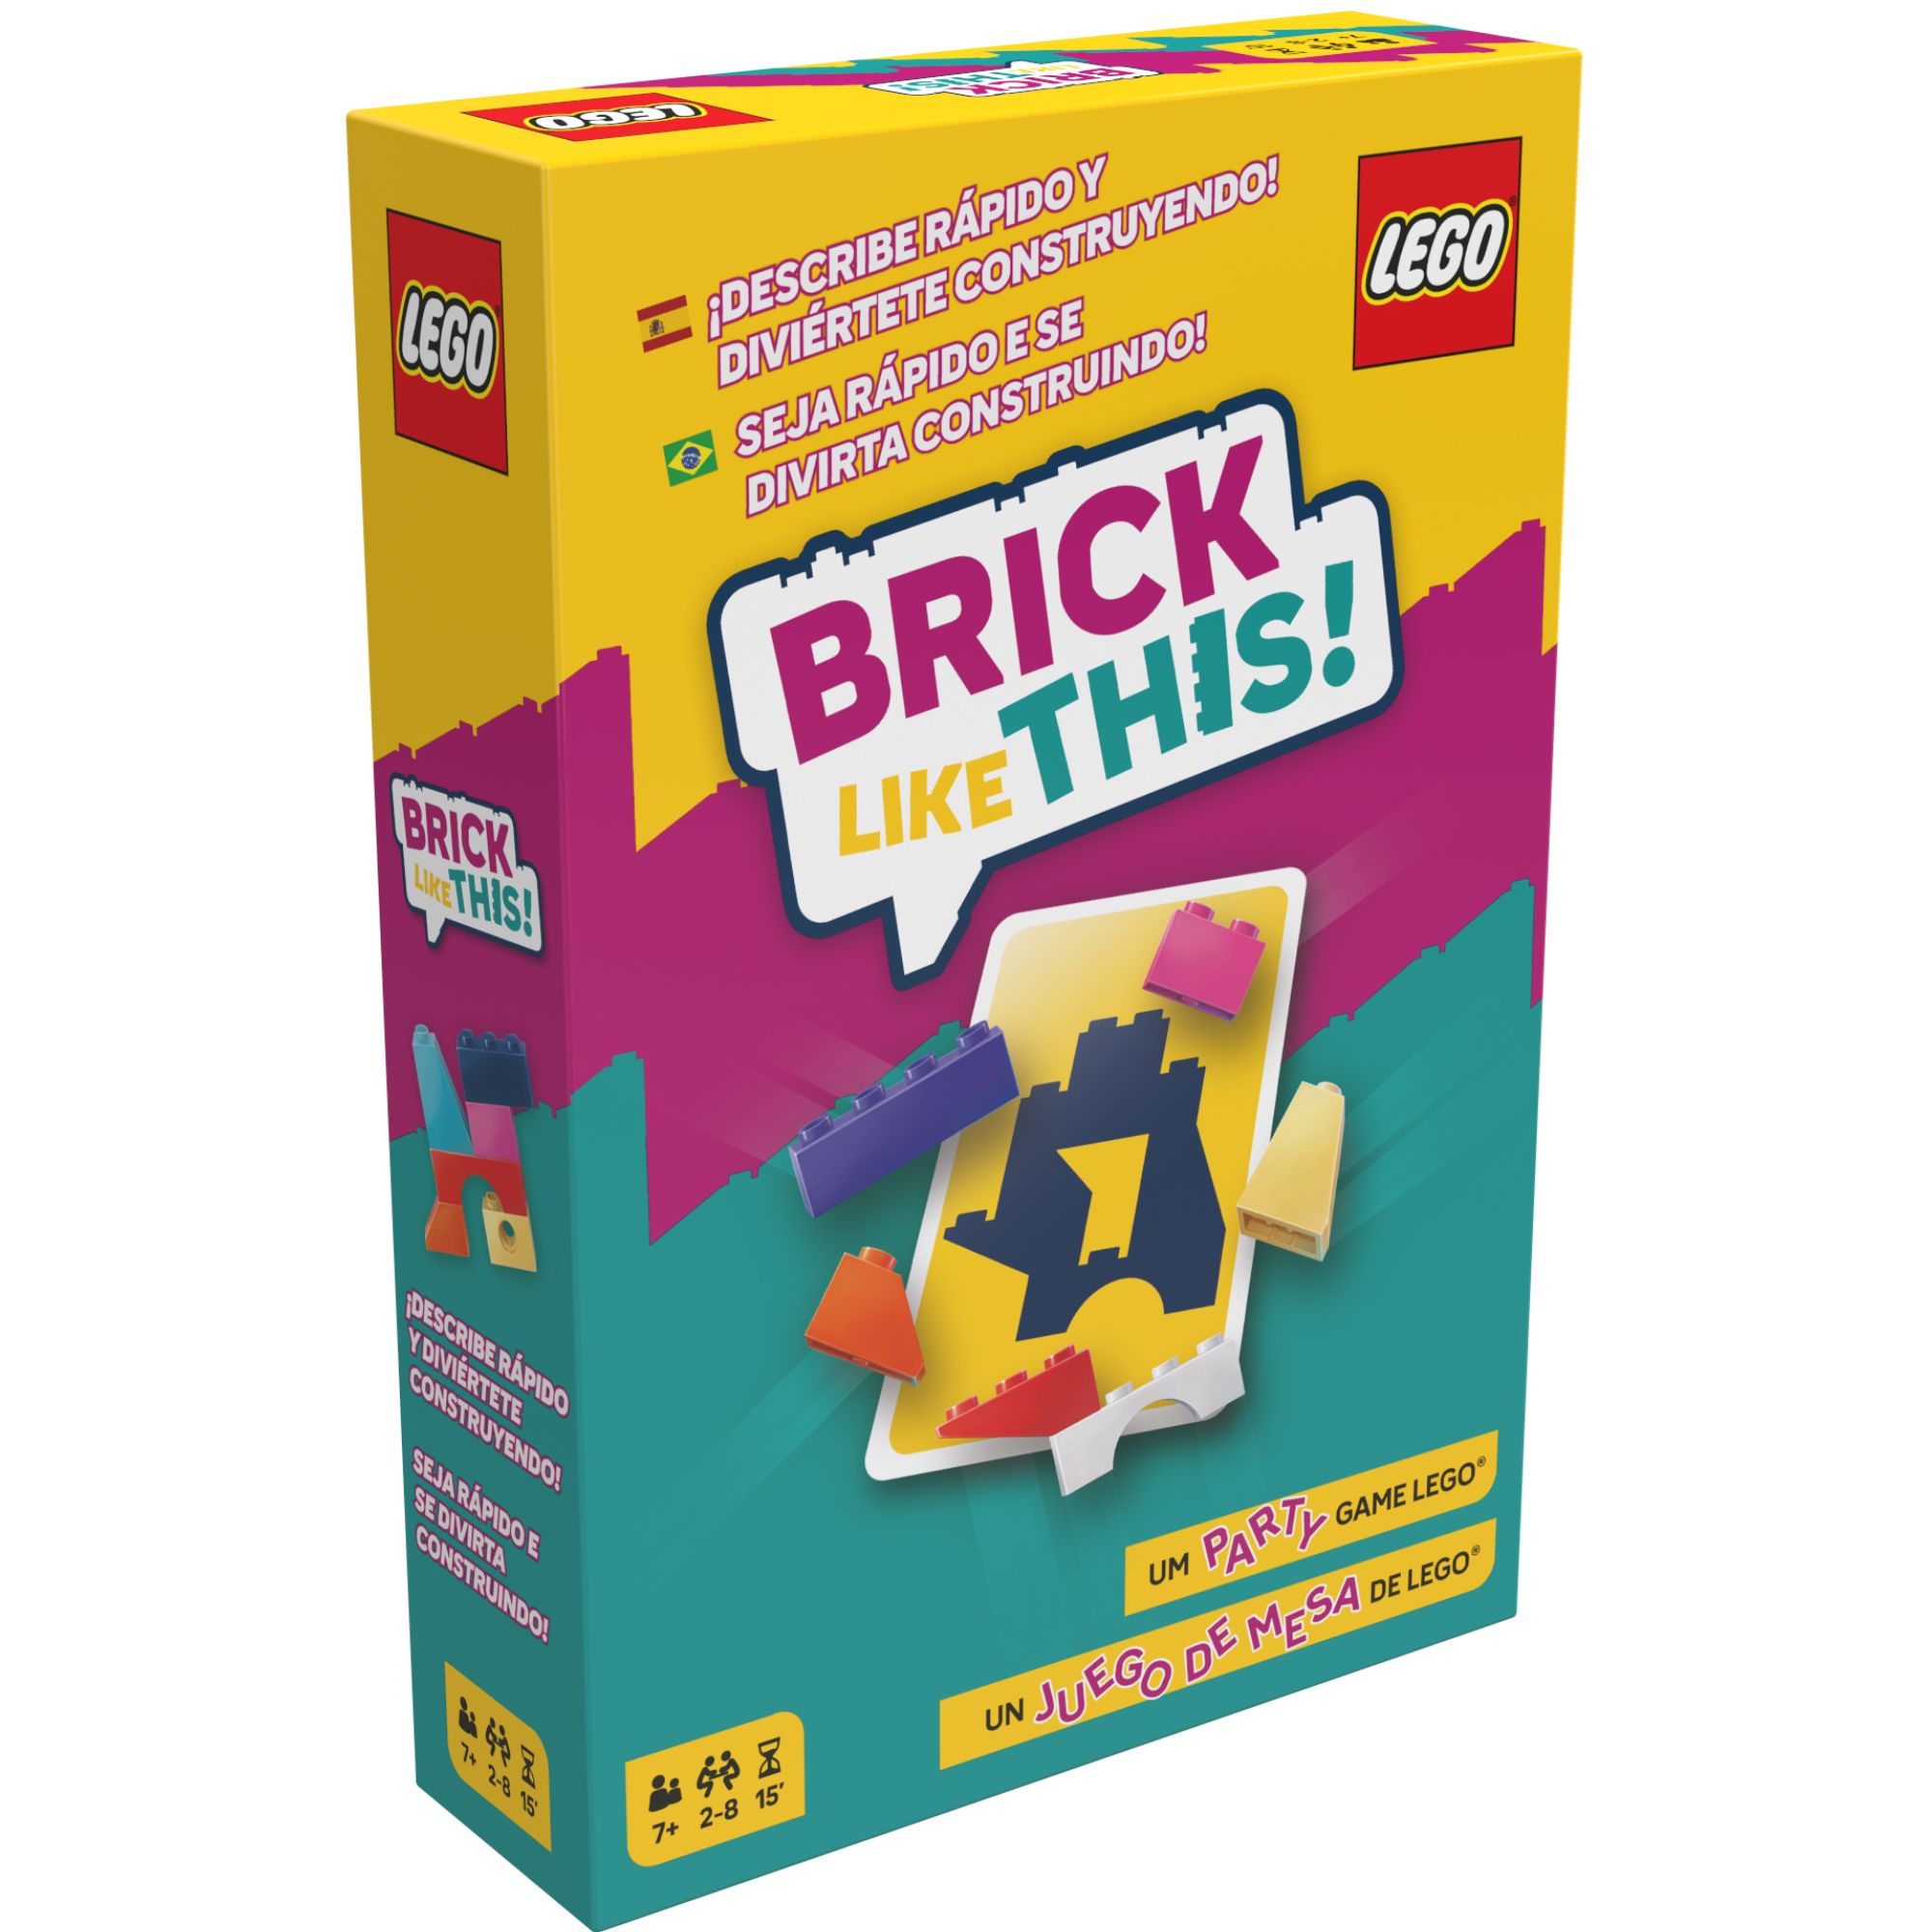 LEGO
BRICK
LIKE THIS!
¡DESCRIBE RÁPIDO Y
DIVIÉRTETE CONSTRUYENDO!
SEJA RÁPIDO E SE
DIVIRTA CONSTRUINDO!
LEGO®
BRICK
LIKE THIS!
UM PARTY GAME LEGO®
UN JUEGO DE MESA DE LEGO®
7+ 2-8 15'
LEGO
BRICK
LIKE THIS!
¡DESCRIBE RÁPIDO
Y DIVIÉRTETE
CONSTRUYENDO!
SEJA RÁPIDO E
SE DIVIRTA
CONSTRUINDO!
7+ 2-8 15'